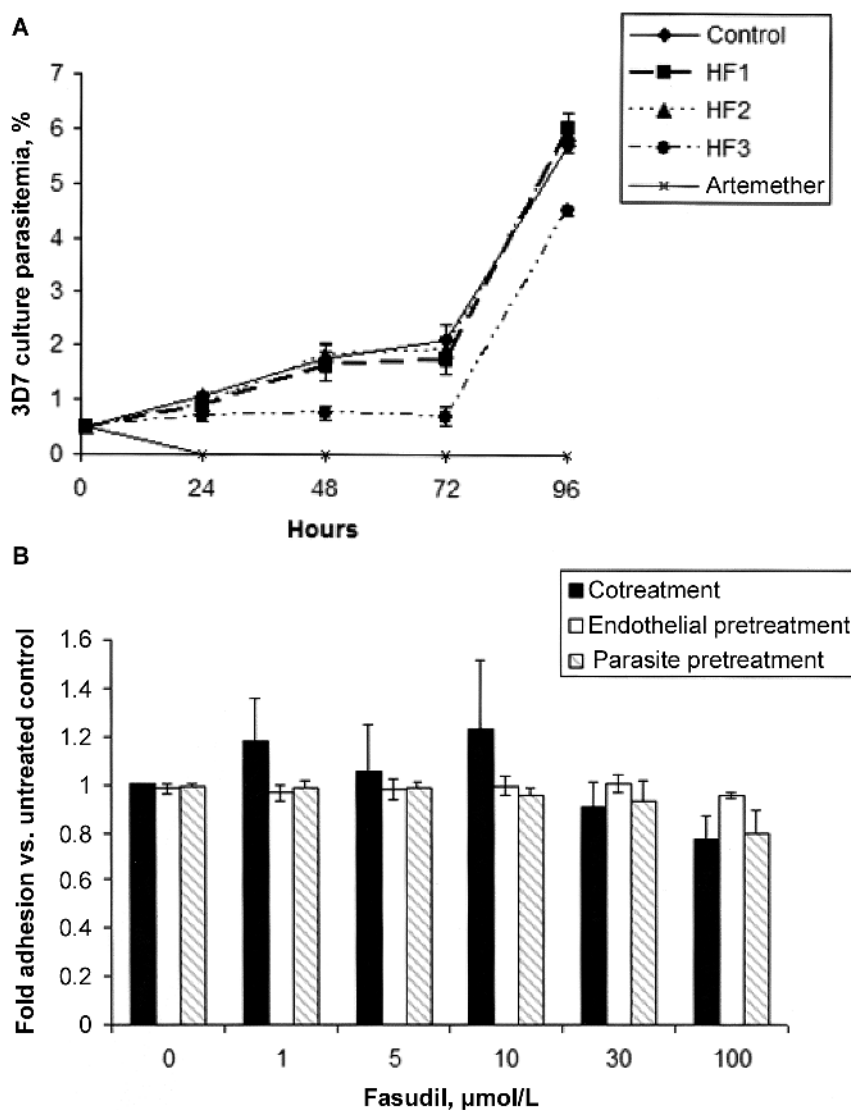 A
Control
HF1
HF2
HF3
Artemether
3D7 culture parasitemia, %
7
6
5
4
3
2
1
0
0 24 48 72 96
Hours
B
Cotreatment
Endothelial pretreatment
Parasite pretreatment
Fold adhesion vs. untreated control
1.6
1.4
1.2
1
0.8
0.6
0.4
0.2
0
0 1 5 10 30 100
Fasudil, µmol/L